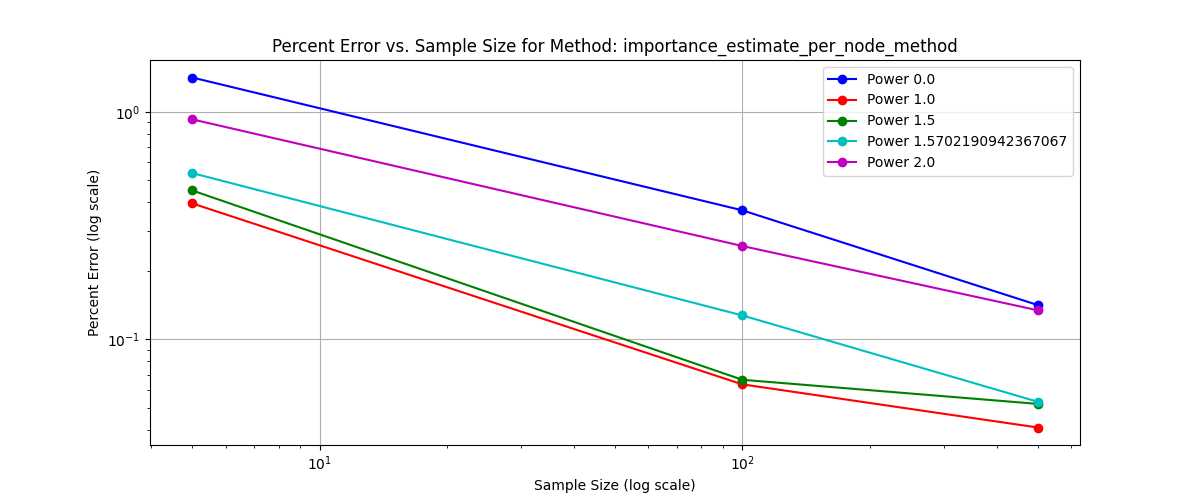 Percent Error vs. Sample Size for Method: importance_estimate_per_node_method
Power 0.0
Power 1.0
Power 1.5
Power 1.5702190942367067
Power 2.0
Percent Error (log scale)
10⁰
10⁻¹
10¹
10²
Sample Size (log scale)